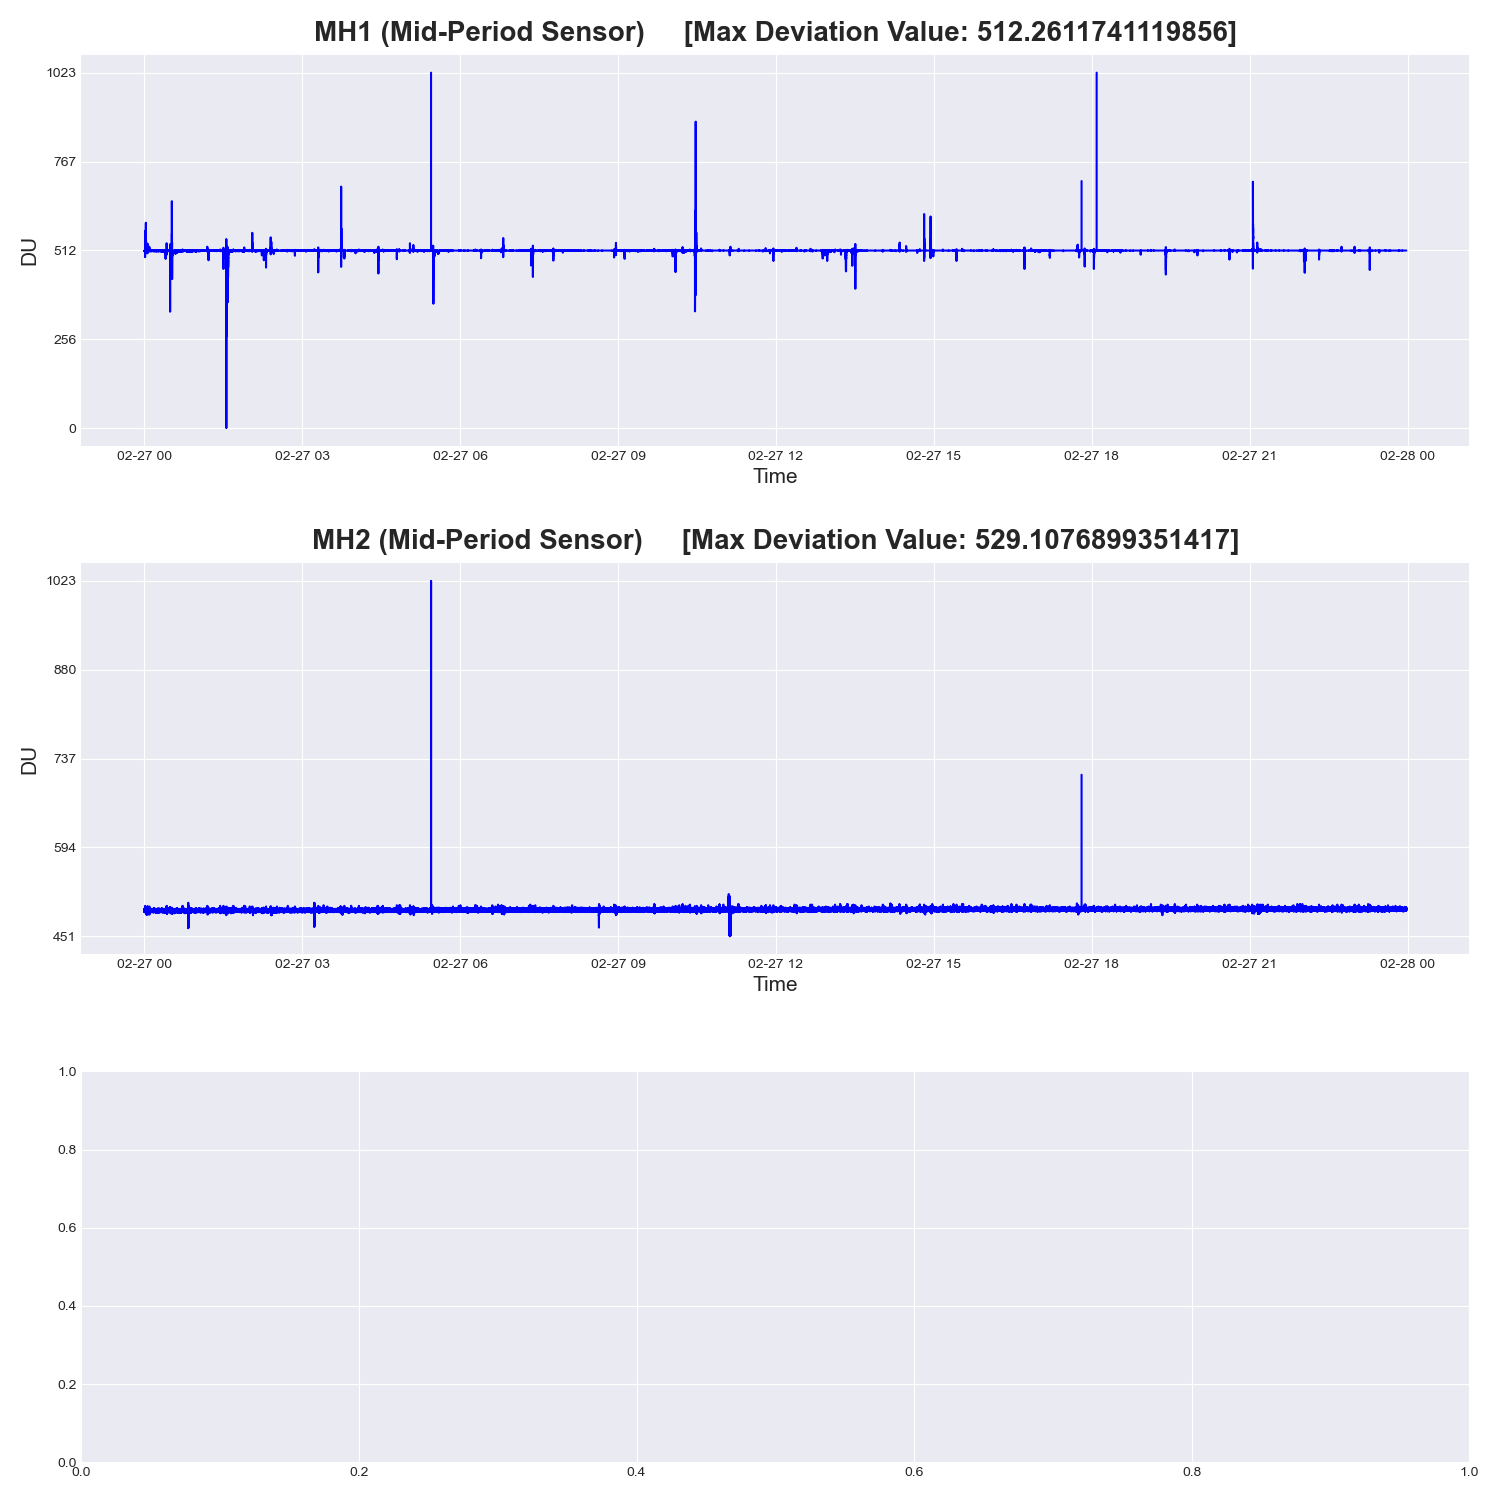 MH1 (Mid-Period Sensor) [Max Deviation Value: 512.2611741119856]
1023
767
512
256
0
DU
02-27 00 02-27 03 02-27 06 02-27 09 02-27 12 02-27 15 02-27 18 02-27 21 02-28 00
Time
MH2 (Mid-Period Sensor) [Max Deviation Value: 529.1076899351417]
1023
880
737
594
451
DU
02-27 00 02-27 03 02-27 06 02-27 09 02-27 12 02-27 15 02-27 18 02-27 21 02-28 00
Time
1.0
0.8
0.6
0.4
0.2
0.0
0.0 0.2 0.4 0.6 0.8 1.0